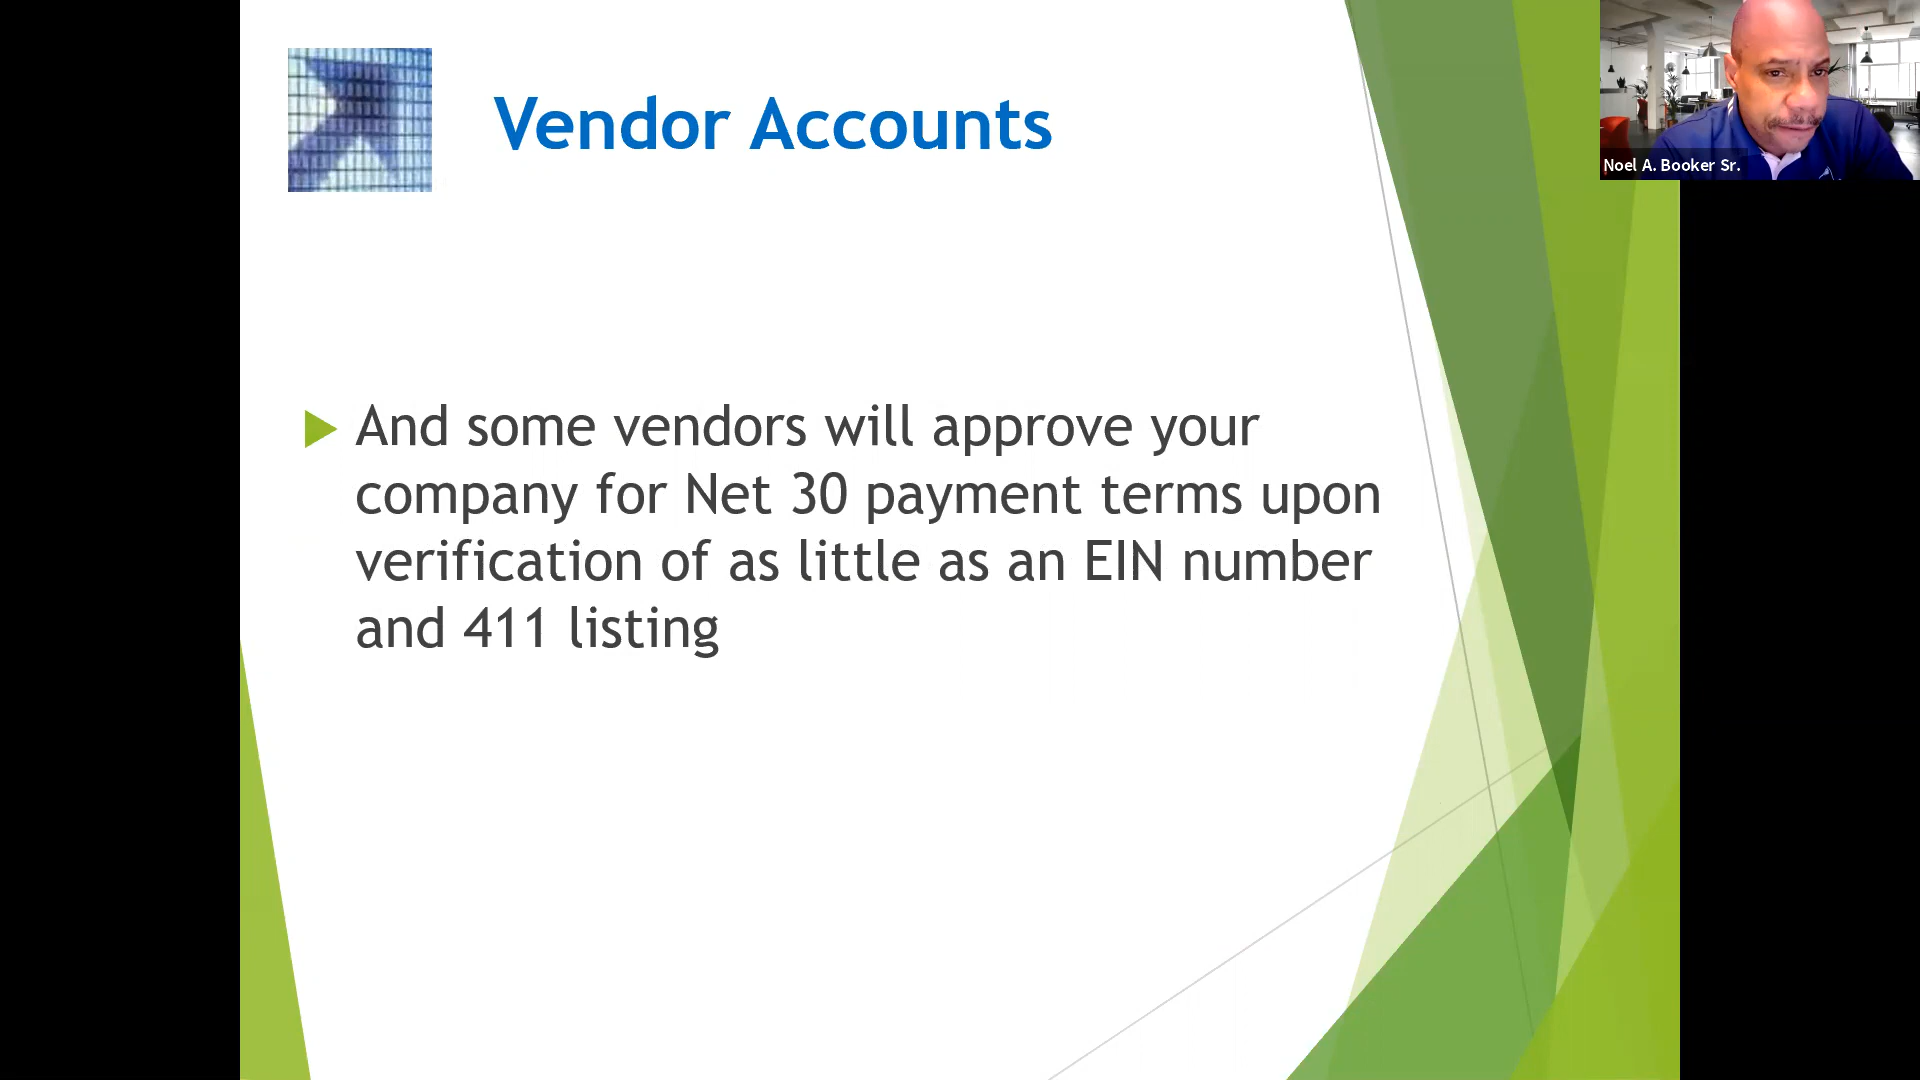 Vendor Accounts
Noel A. Booker Sr.
And some vendors will approve your
company for Net 30 payment terms upon
verification of as little as an EIN number
and 411 listing